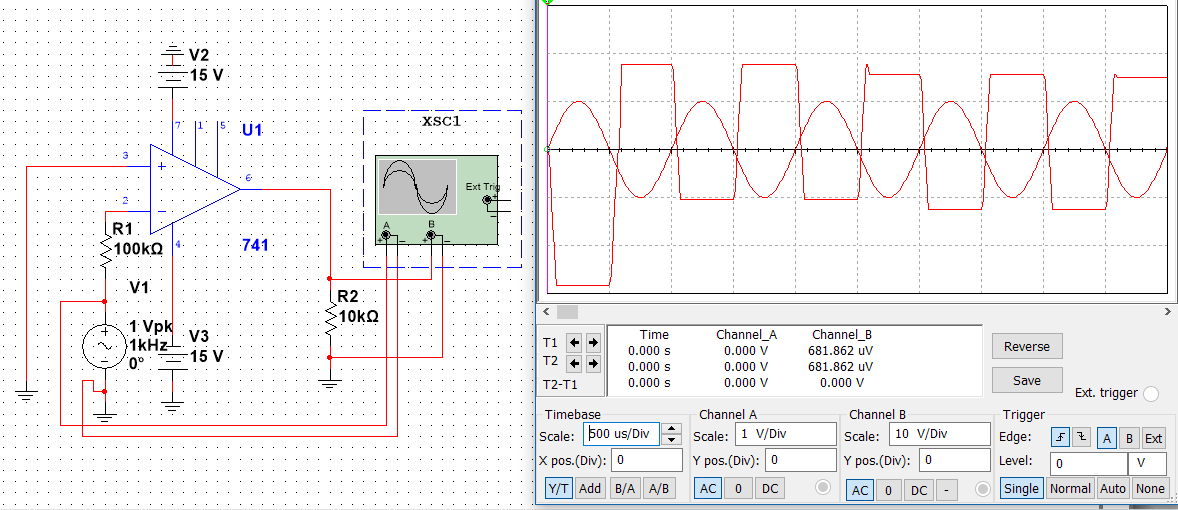 V2
15 V
7
1
5
U1
3
+
6
2
−
4
741
R1
100kΩ
V1
+
1 Vpk
1kHz
0°
V3
15 V
R2
10kΩ
XSC1
Ext Trig
+
−
A
B
+
−
+
−
T1
T2
T2-T1
Time Channel_A Channel_B
0.000 s 0.000 V 681.862 uV
0.000 s 0.000 V 681.862 uV
0.000 s 0.000 V 0.000 V
Reverse
Save
Ext. trigger
Timebase
Scale: 500 us/Div
X pos.(Div): 0
Y/T Add B/A A/B
Channel A
Scale: 1 V/Div
Y pos.(Div): 0
AC 0 DC
Channel B
Scale: 10 V/Div
Y pos.(Div): 0
AC 0 DC -
Trigger
Edge: A B Ext
Level: 0 V
Single Normal Auto None